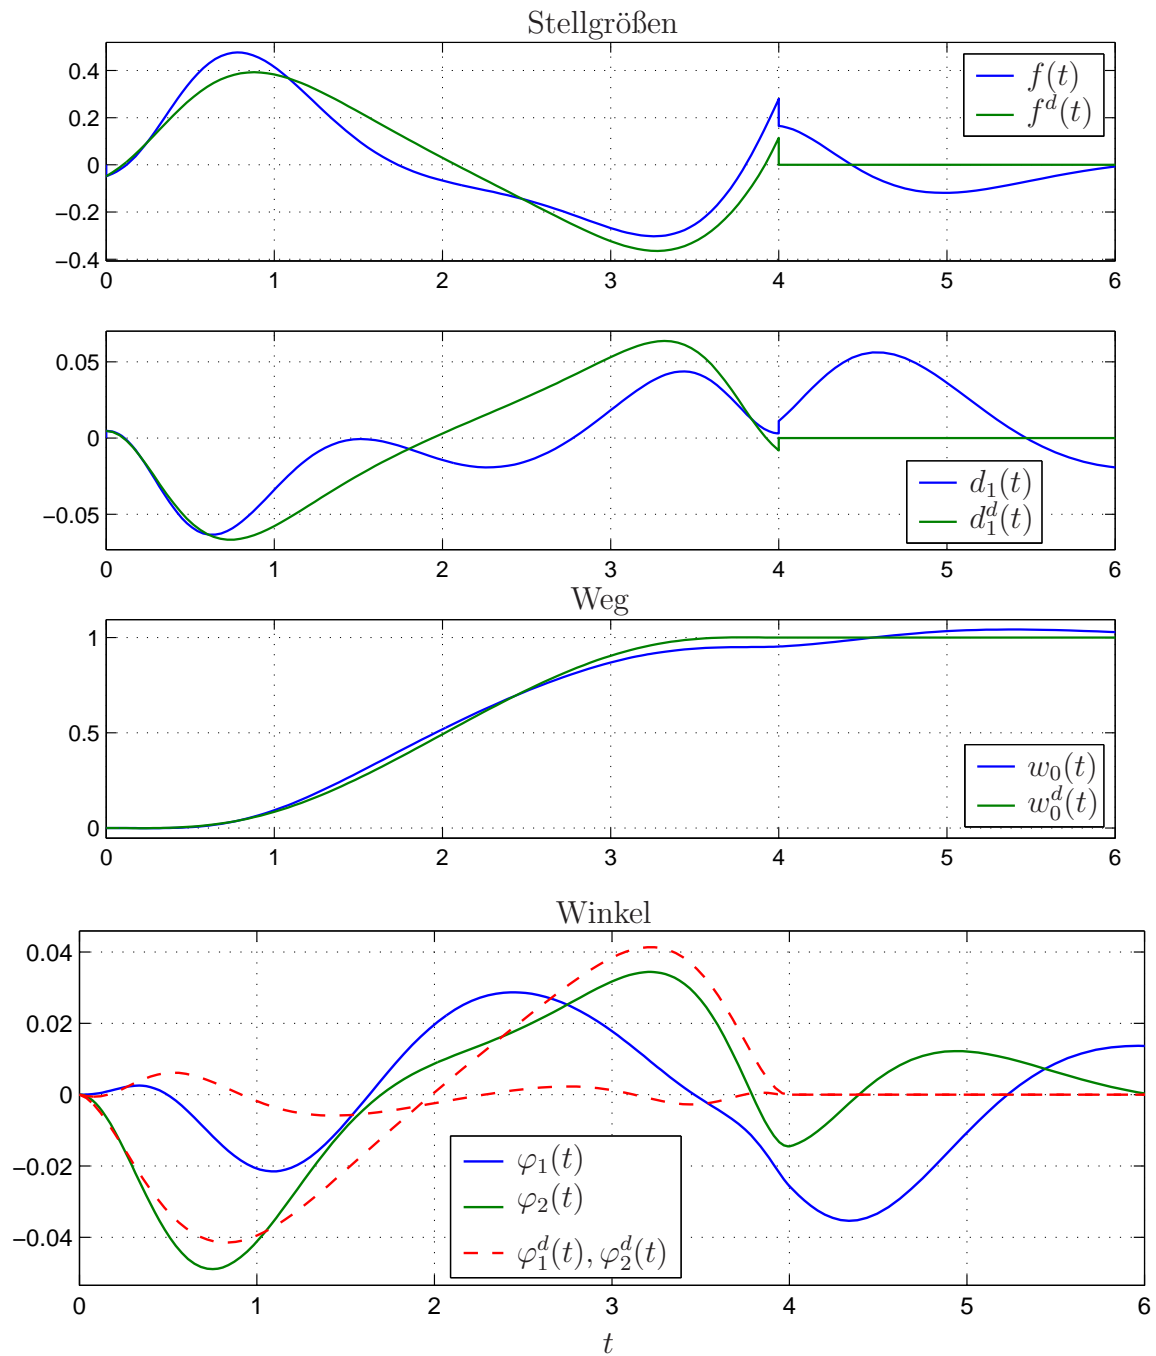 Stellgrößen
0.4
0.2
0
−0.2
−0.4
0 1 2 3 4 5 6
f(t)
f^d(t)
0.05
0
−0.05
0 1 2 3 4 5 6
d_1(t)
d_1^d(t)
Weg
1
0.5
0
0 1 2 3 4 5 6
w_0(t)
w_0^d(t)
Winkel
0.04
0.02
0
−0.02
−0.04
0 1 2 3 4 5 6
φ_1(t)
φ_2(t)
φ_1^d(t), φ_2^d(t)
t